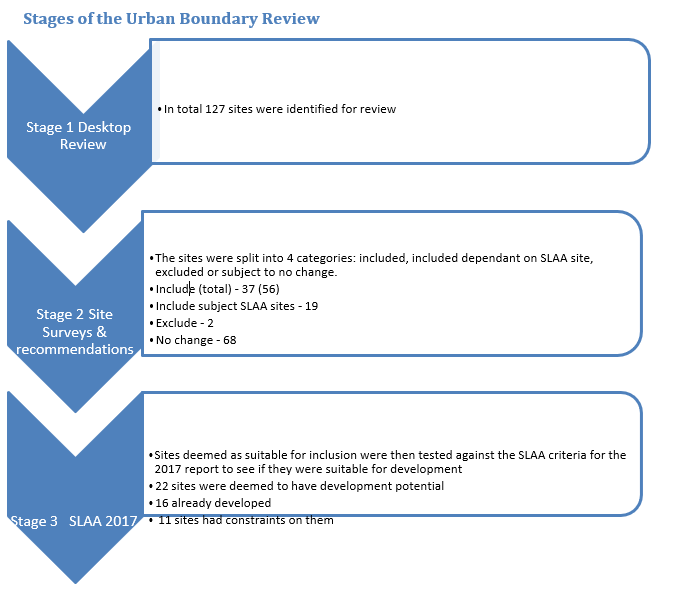 Stages of the Urban Boundary Review
Stage 1 Desktop
Review
• In total 127 sites were identified for review
Stage 2 Site
Surveys &
recommendations
• The sites were split into 4 categories: included, included dependant on SLAA site,
excluded or subject to no change.
• Include (total) - 37 (56)
• Include subject SLAA sites - 19
• Exclude - 2
• No change - 68
Stage 3 SLAA 2017
• Sites deemed as suitable for inclusion were then tested against the SLAA criteria for the
2017 report to see if they were suitable for development
• 22 sites were deemed to have development potential
• 16 already developed
• 11 sites had constraints on them